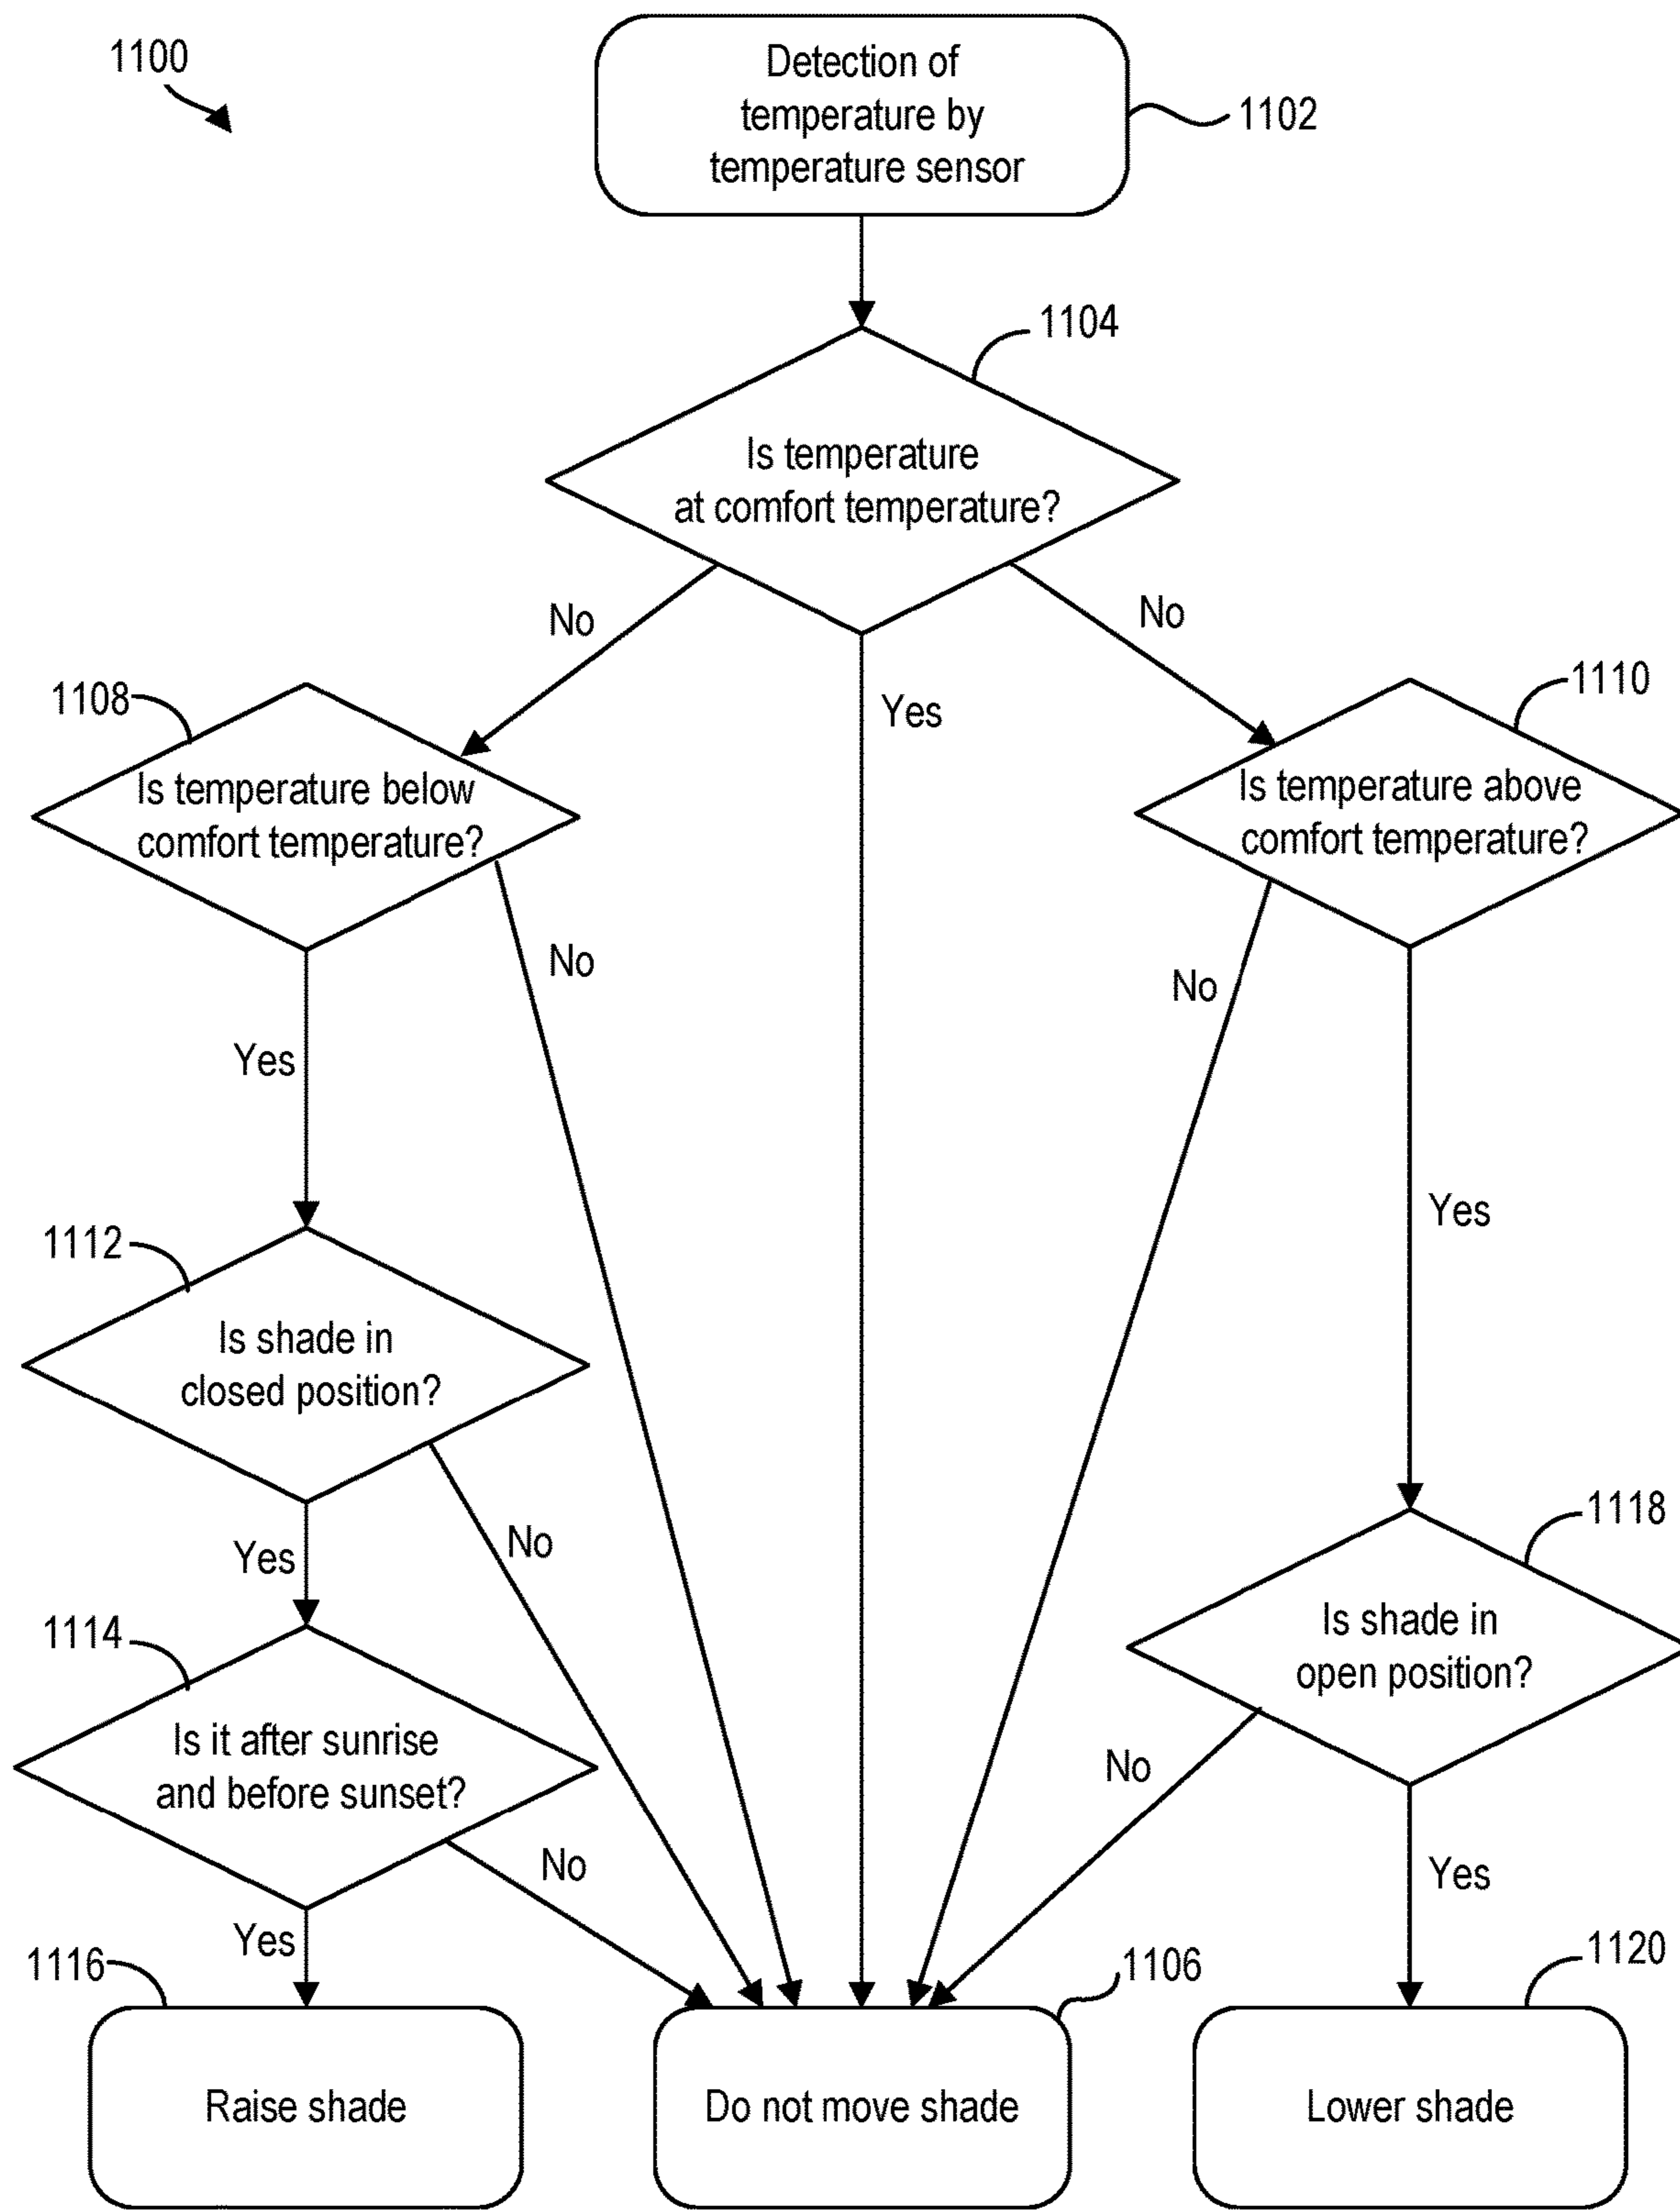 1100
Detection of
temperature by
temperature sensor
1102
1104
Is temperature
at comfort temperature?
No
No
Yes
1108
Is temperature below
comfort temperature?
1110
Is temperature above
comfort temperature?
No
No
Yes
Yes
1112
Is shade in
closed position?
No
Yes
1118
Is shade in
open position?
1114
Is it after sunrise
and before sunset?
No
No
Yes
Yes
1116
Raise shade
1106
Do not move shade
1120
Lower shade